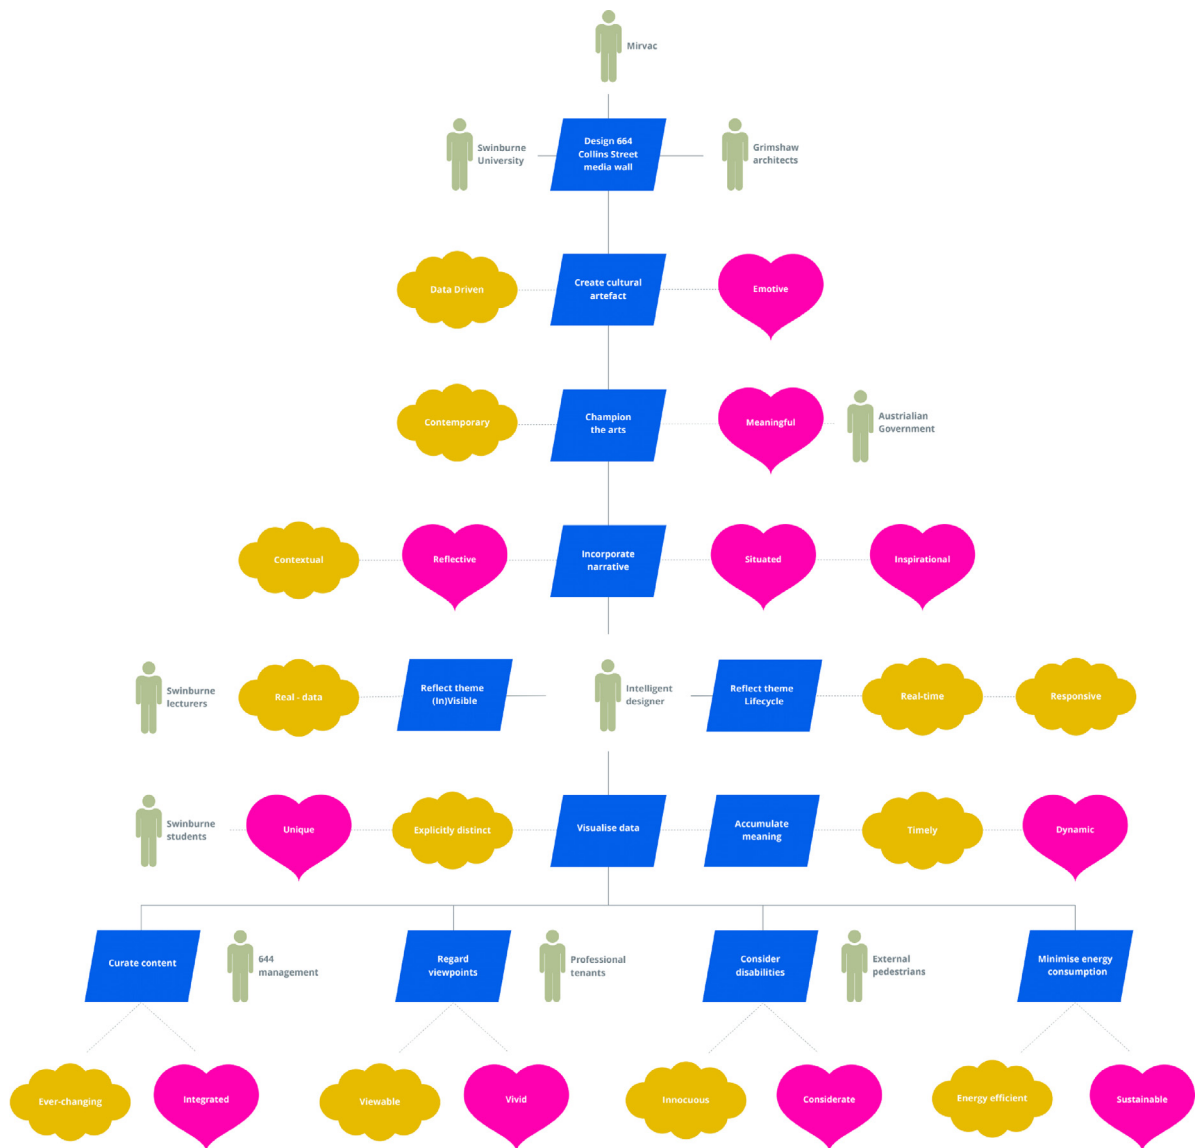 Mirvac
Swinburne
University
Design 664
Collins Street
media wall
Grimshaw
architects
Data Driven
Create cultural
artefact
Emotive
Contemporary
Champion
the arts
Meaningful
Austrialian
Government
Contextual
Reflective
Incorporate
narrative
Situated
Inspirational
Swinburne
lecturers
Real - data
Reflect theme
(In)Visible
Intelligent
designer
Reflect theme
Lifecycle
Real-time
Responsive
Swinburne
students
Unique
Explicitly distinct
Visualise data
Accumulate
meaning
Timely
Dynamic
Curate content
644
management
Regard
viewpoints
Professional
tenants
Consider
disabilities
External
pedestrians
Minimise energy
consumption
Ever-changing
Integrated
Viewable
Vivid
Innocuous
Considerate
Energy efficient
Sustainable